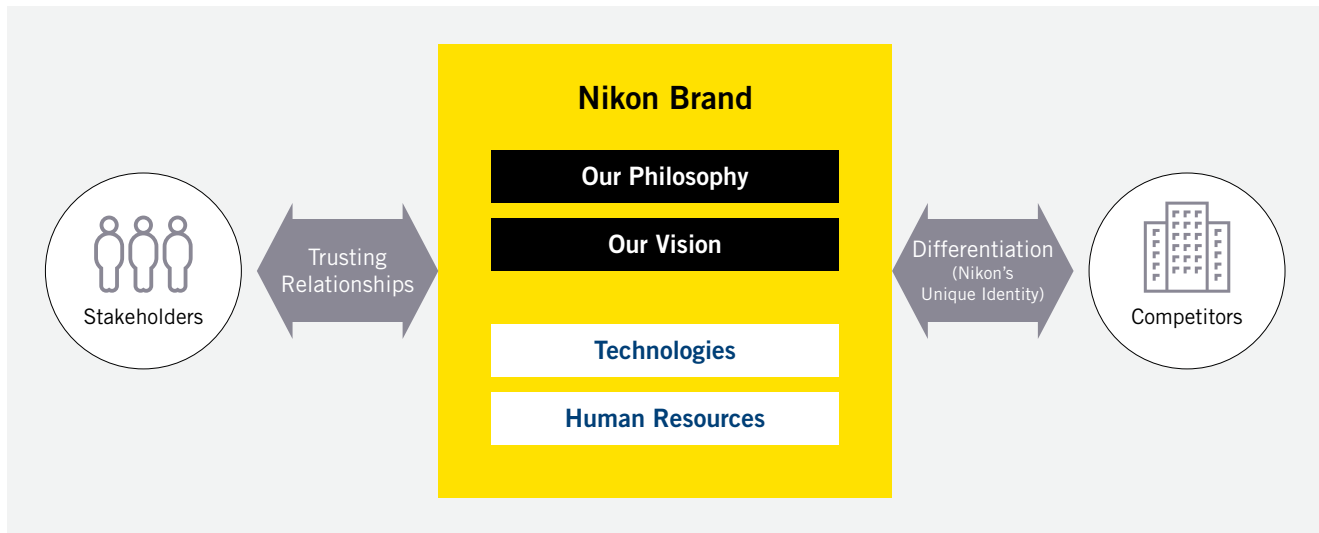 Nikon Brand
Our Philosophy
Our Vision
Technologies
Human Resources
Stakeholders
Trusting
Relationships
Differentiation
(Nikon’s
Unique Identity)
Competitors